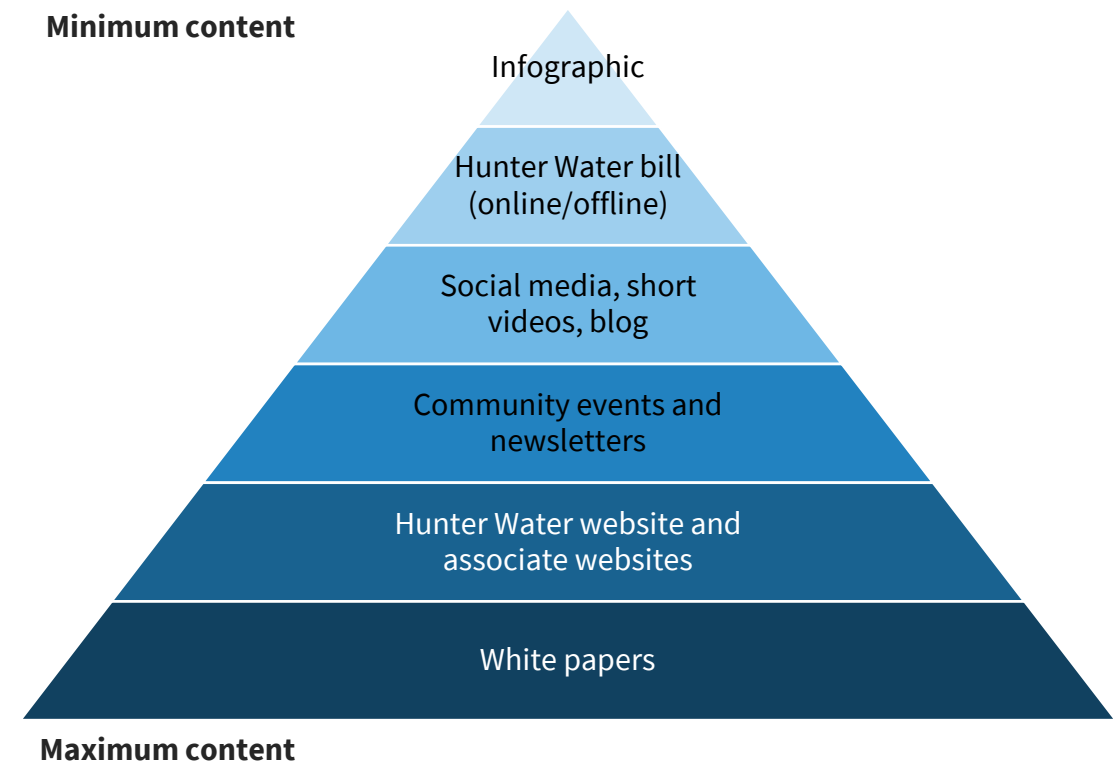 Minimum content
Infographic
Hunter Water bill
(online/offline)
Social media, short
videos, blog
Community events and
newsletters
Hunter Water website and
associate websites
White papers
Maximum content